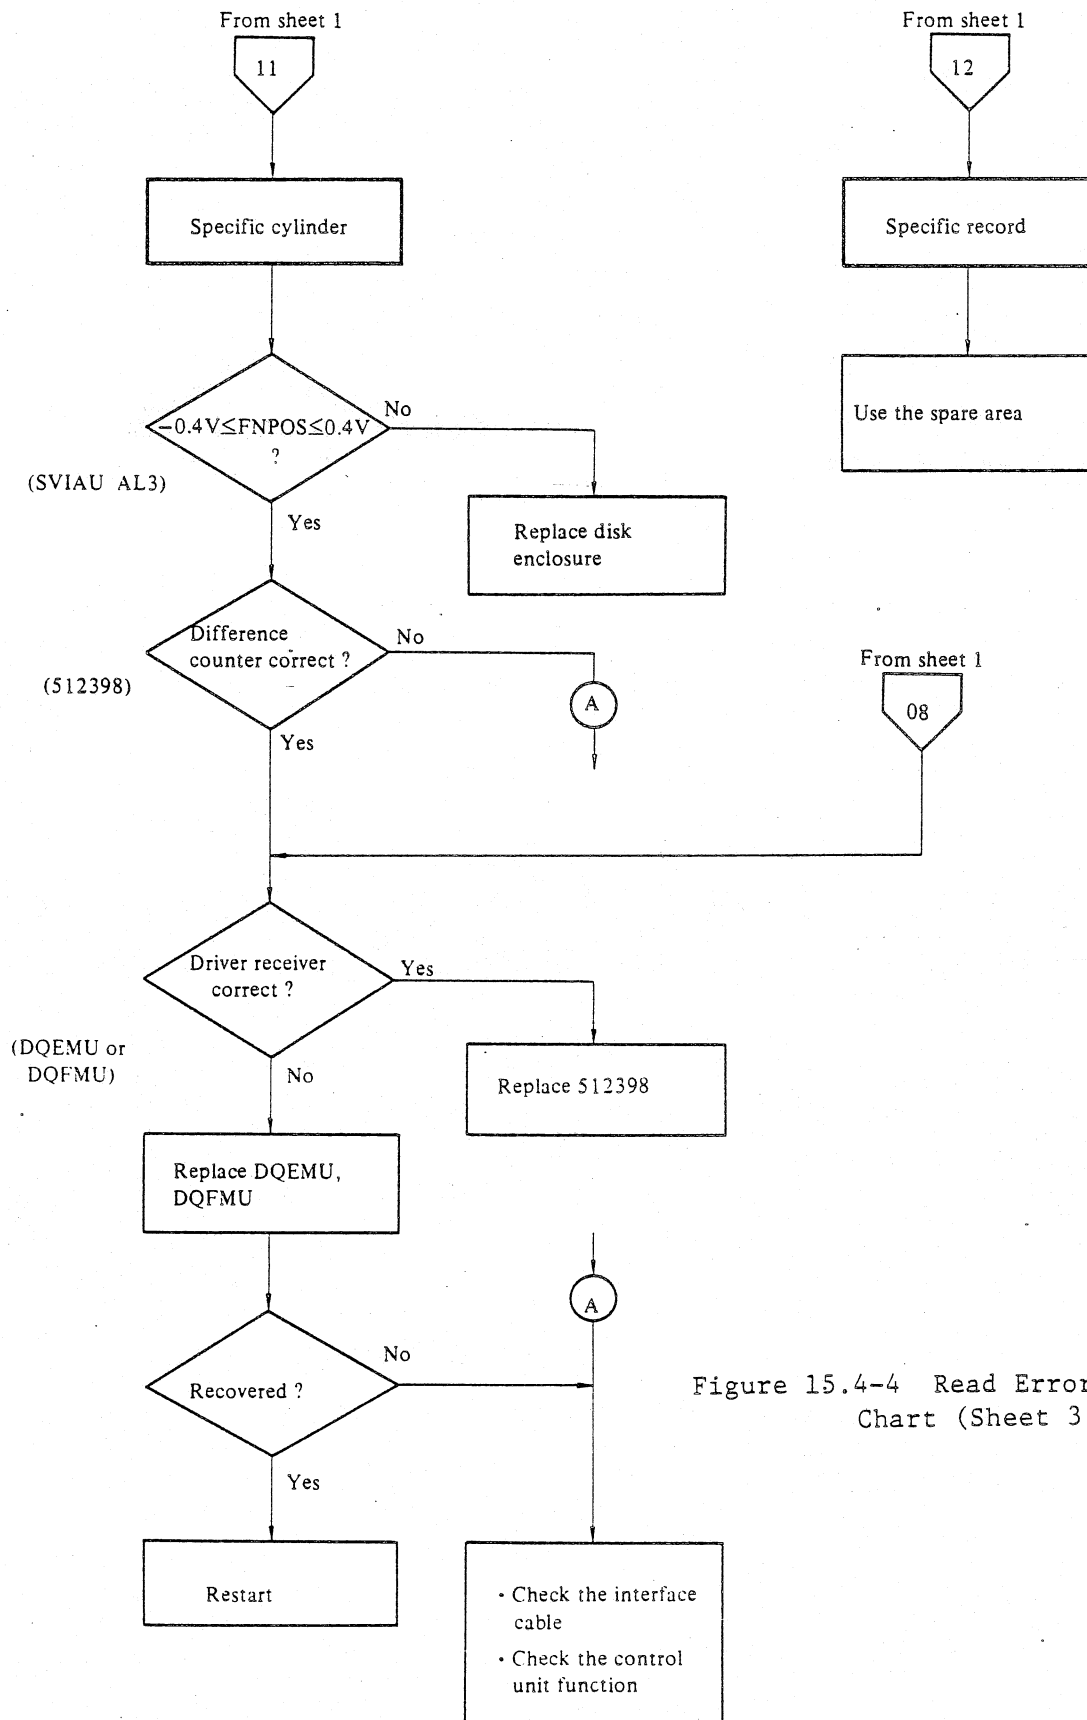 From sheet 1
11
Specific cylinder
−0.4V≤FNPOS≤0.4V
?
No
(SVIAU AL3)
Yes
Replace disk
enclosure
Difference
counter correct ?
No
(512398)
A
Yes
From sheet 1
12
Specific record
Use the spare area
From sheet 1
08
Driver receiver
correct ?
Yes
(DQEMU or
DQFMU)
No
Replace 512398
Replace DQEMU,
DQFMU
A
Recovered ?
No
Yes
Restart
• Check the interface
cable
• Check the control
unit function
Figure 15.4-4 Read Error
Chart (Sheet 3